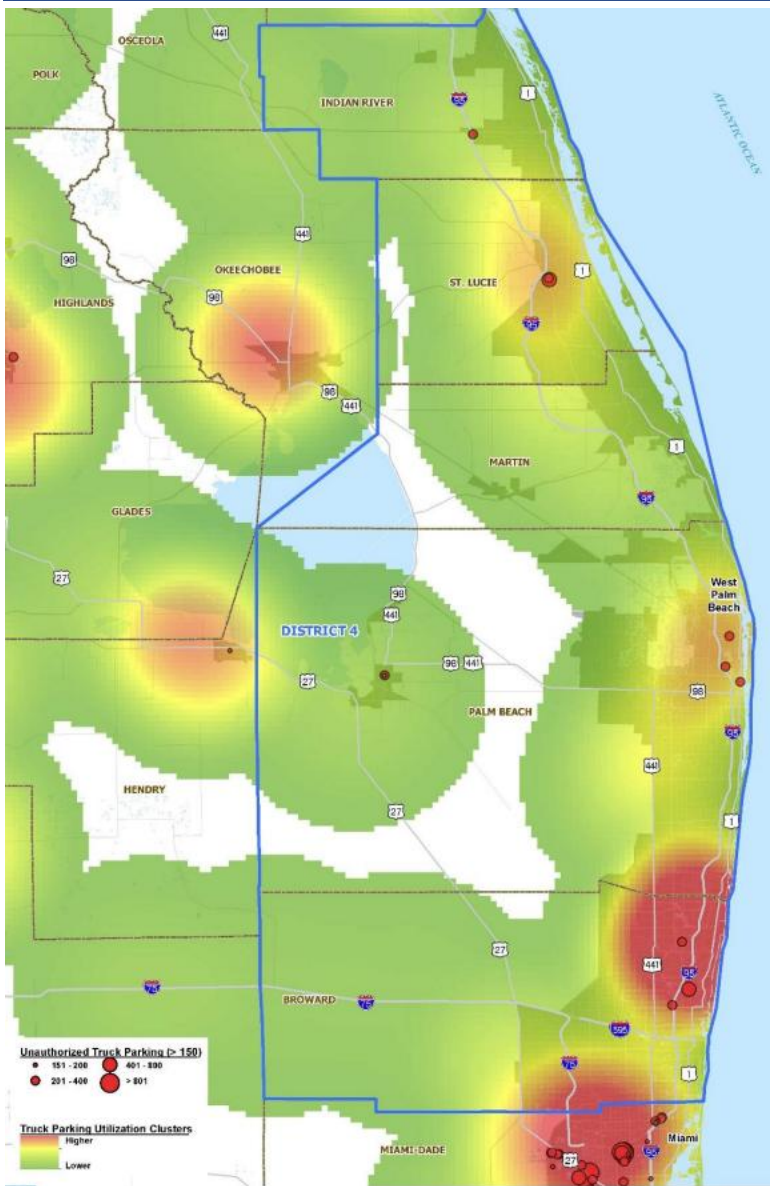 OSCEOLA
441
POLK
1
INDIAN RIVER
95
ATLANTIC OCEAN
441
98
OKEECHOBEE
ST. LUCIE
1
98
HIGHLANDS
95
98
441
1
MARTIN
95
GLADES
27
West
Palm
Beach
98
441
DISTRICT 4
98
441
27
98
PALM BEACH
95
441
HENDRY
27
1
27
441
95
75
75
BROWARD
595
75
1
Unauthorized Truck Parking (> 150)
151 - 200
401 - 800
201 - 400
> 801
Truck Parking Utilization Clusters
Higher
Lower
MIAMI-DADE
27
95
Miami